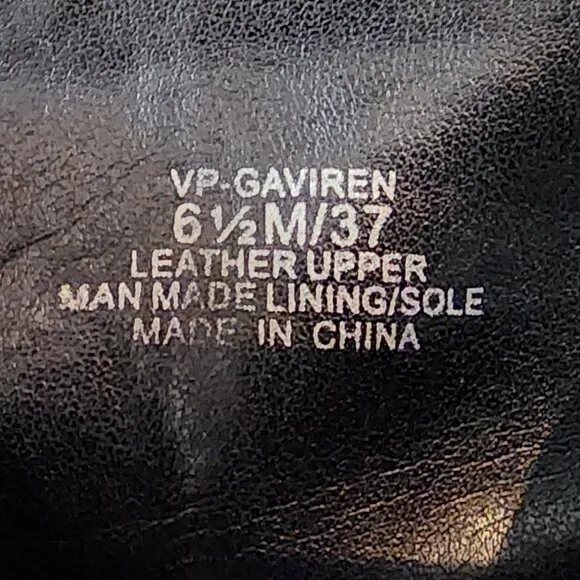 VP-GAVIREN
6½M/37
LEATHER UPPER
MAN MADE LINING/SOLE
MADE IN CHINA